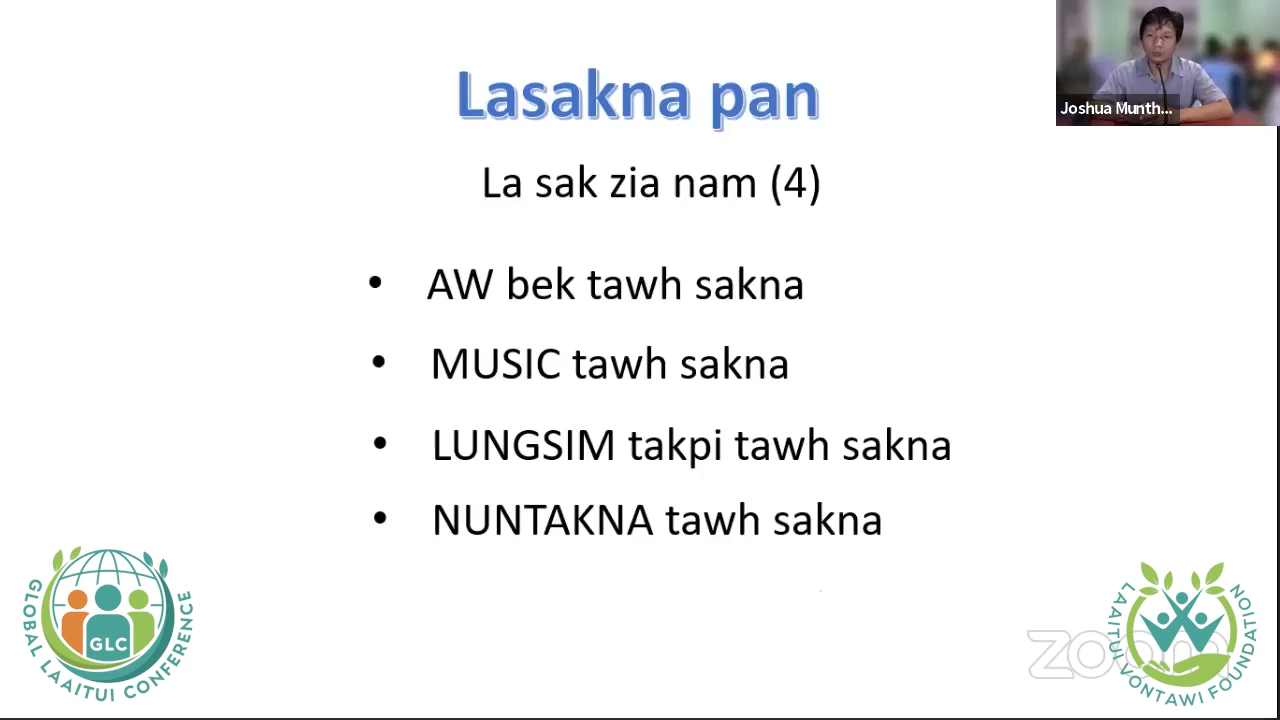 Lasakna pan
Joshua Munth...
La sak zia nam (4)
• AW bek tawh sakna
• MUSIC tawh sakna
• LUNGSIM takpi tawh sakna
• NUNTAKNA tawh sakna
GLOBAL LAAITUI CONFERENCE
GLC
zoom
LAAITUI VONTAWI FOUNDATION